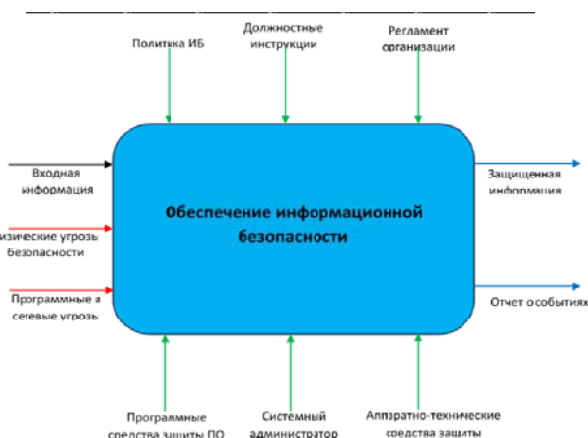 Политика ИБ
Должностные
инструкции
Регламент
организации
Входная
информация
изические угрозы
безопасности
Программные и
сетевые угрозы
Обеспечение информационной
безопасности
Защищенная
информация
Отчет о событиях
Программные
средства защиты ПО
Системный
администратор
Аппаратно-технические
средства защиты